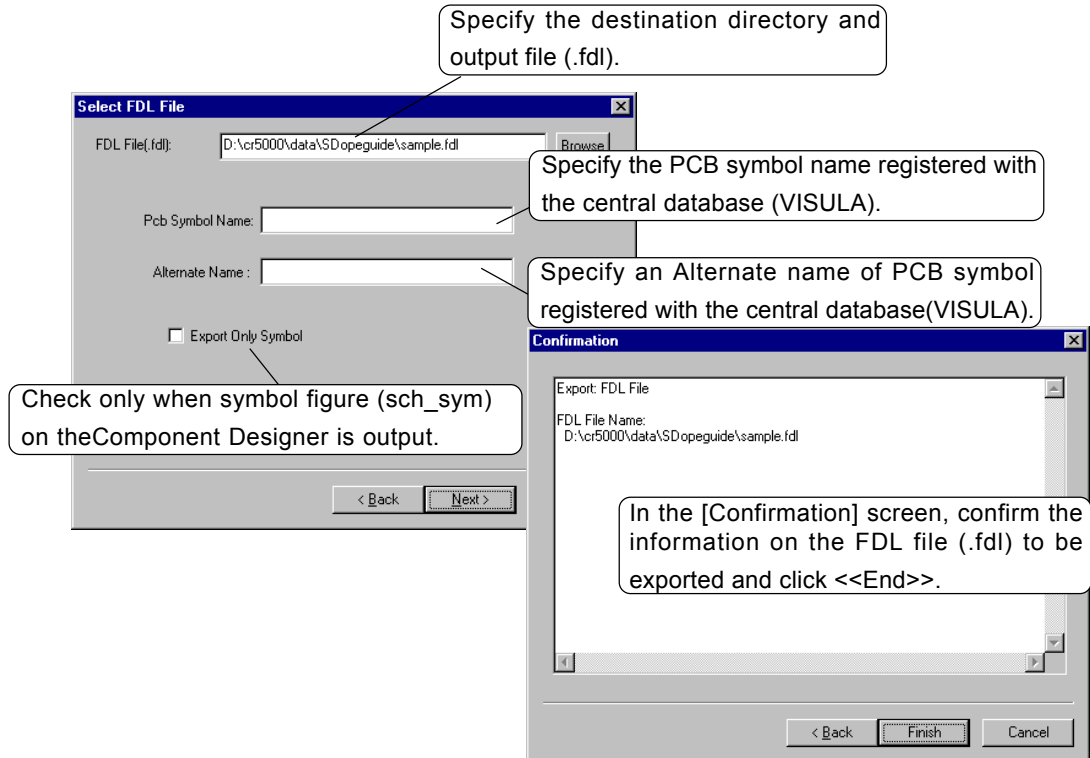 Specify the destination directory and
output file (.fdl).
Select FDL File
FDL File(.fdl):
D:\cr5000\data\SDopeguide\sample.fdl
Browse
Specify the PCB symbol name registered with
the central database (VISULA).
Pcb Symbol Name:
Alternate Name :
Specify an Alternate name of PCB symbol
registered with the central database(VISULA).
Export Only Symbol
Check only when symbol figure (sch_sym)
on theComponent Designer is output.
< Back
Next >
Confirmation
Export: FDL File
FDL File Name:
D:\cr5000\data\SDopeguide\sample.fdl
In the [Confirmation] screen, confirm the
information on the FDL file (.fdl) to be
exported and click <<End>>.
< Back
Finish
Cancel